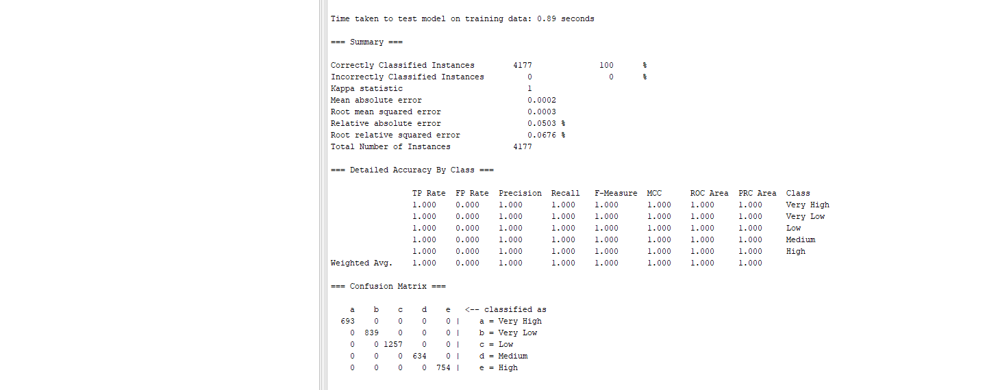 Time taken to test model on training data: 0.89 seconds
=== Summary ===
Correctly Classified Instances        4177              100      %
Incorrectly Classified Instances         0                0      %
Kappa statistic                          1
Mean absolute error                      0.0002
Root mean squared error                  0.0003
Relative absolute error                  0.0503 %
Root relative squared error              0.0676 %
Total Number of Instances             4177
=== Detailed Accuracy By Class ===
                 TP Rate  FP Rate  Precision  Recall   F-Measure  MCC      ROC Area  PRC Area  Class
                 1.000    0.000    1.000      1.000    1.000      1.000    1.000     1.000     Very High
                 1.000    0.000    1.000      1.000    1.000      1.000    1.000     1.000     Very Low
                 1.000    0.000    1.000      1.000    1.000      1.000    1.000     1.000     Low
                 1.000    0.000    1.000      1.000    1.000      1.000    1.000     1.000     Medium
                 1.000    0.000    1.000      1.000    1.000      1.000    1.000     1.000     High
Weighted Avg.    1.000    0.000    1.000      1.000    1.000      1.000    1.000     1.000
=== Confusion Matrix ===
    a    b    c    d    e   <-- classified as
  693    0    0    0    0 |    a = Very High
    0  839    0    0    0 |    b = Very Low
    0    0 1257    0    0 |    c = Low
    0    0    0  634    0 |    d = Medium
    0    0    0    0  754 |    e = High